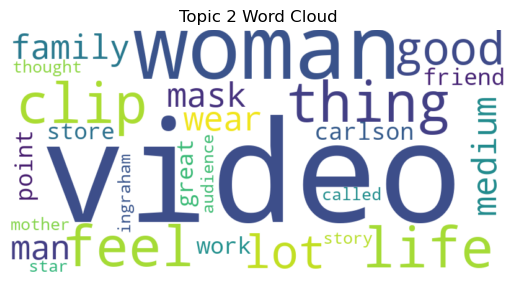 Topic 2 Word Cloud
family woman good
thought friend
clip mask thing
wear
store carlson
point video medium
ingraham great audience called
mother
man feel work lot story life
star